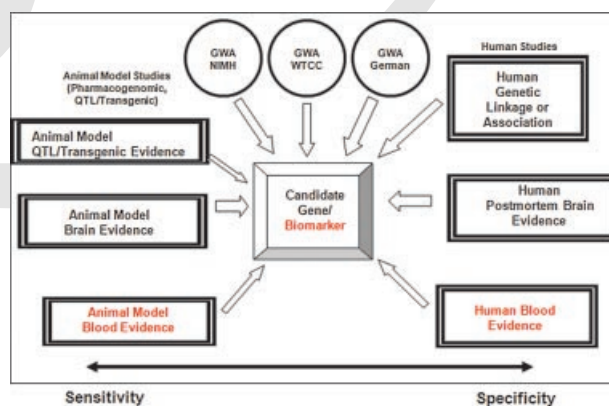 GWA
NIMH
GWA
WTCC
GWA
German
Human Studies
Animal Model Studies
(Pharmacogenomic,
QTL/Transgenic)
Human
Genetic
Linkage or
Association
Animal Model
QTL/Transgenic Evidence
Candidate
Gene/
Biomarker
Human
Postmortem Brain
Evidence
Animal Model
Brain Evidence
Animal Model
Blood Evidence
Human Blood
Evidence
Sensitivity
Specificity